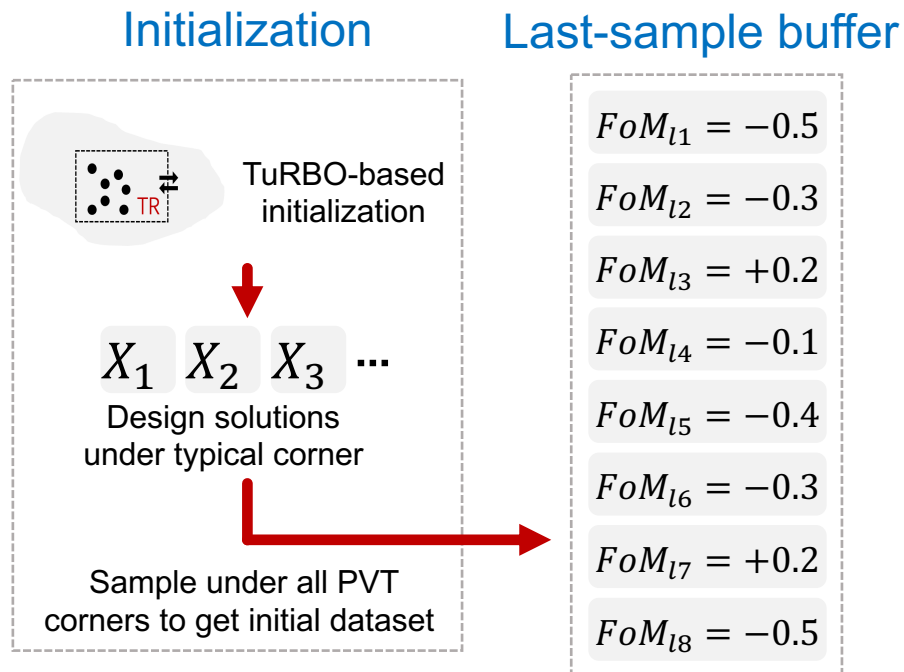 Initialization
TR
TuRBO-based
initialization
X₁ X₂ X₃ ...
Design solutions
under typical corner
Sample under all PVT
corners to get initial dataset
Last-sample buffer
FoMₗ₁ = −0.5
FoMₗ₂ = −0.3
FoMₗ₃ = +0.2
FoMₗ₄ = −0.1
FoMₗ₅ = −0.4
FoMₗ₆ = −0.3
FoMₗ₇ = +0.2
FoMₗ₈ = −0.5